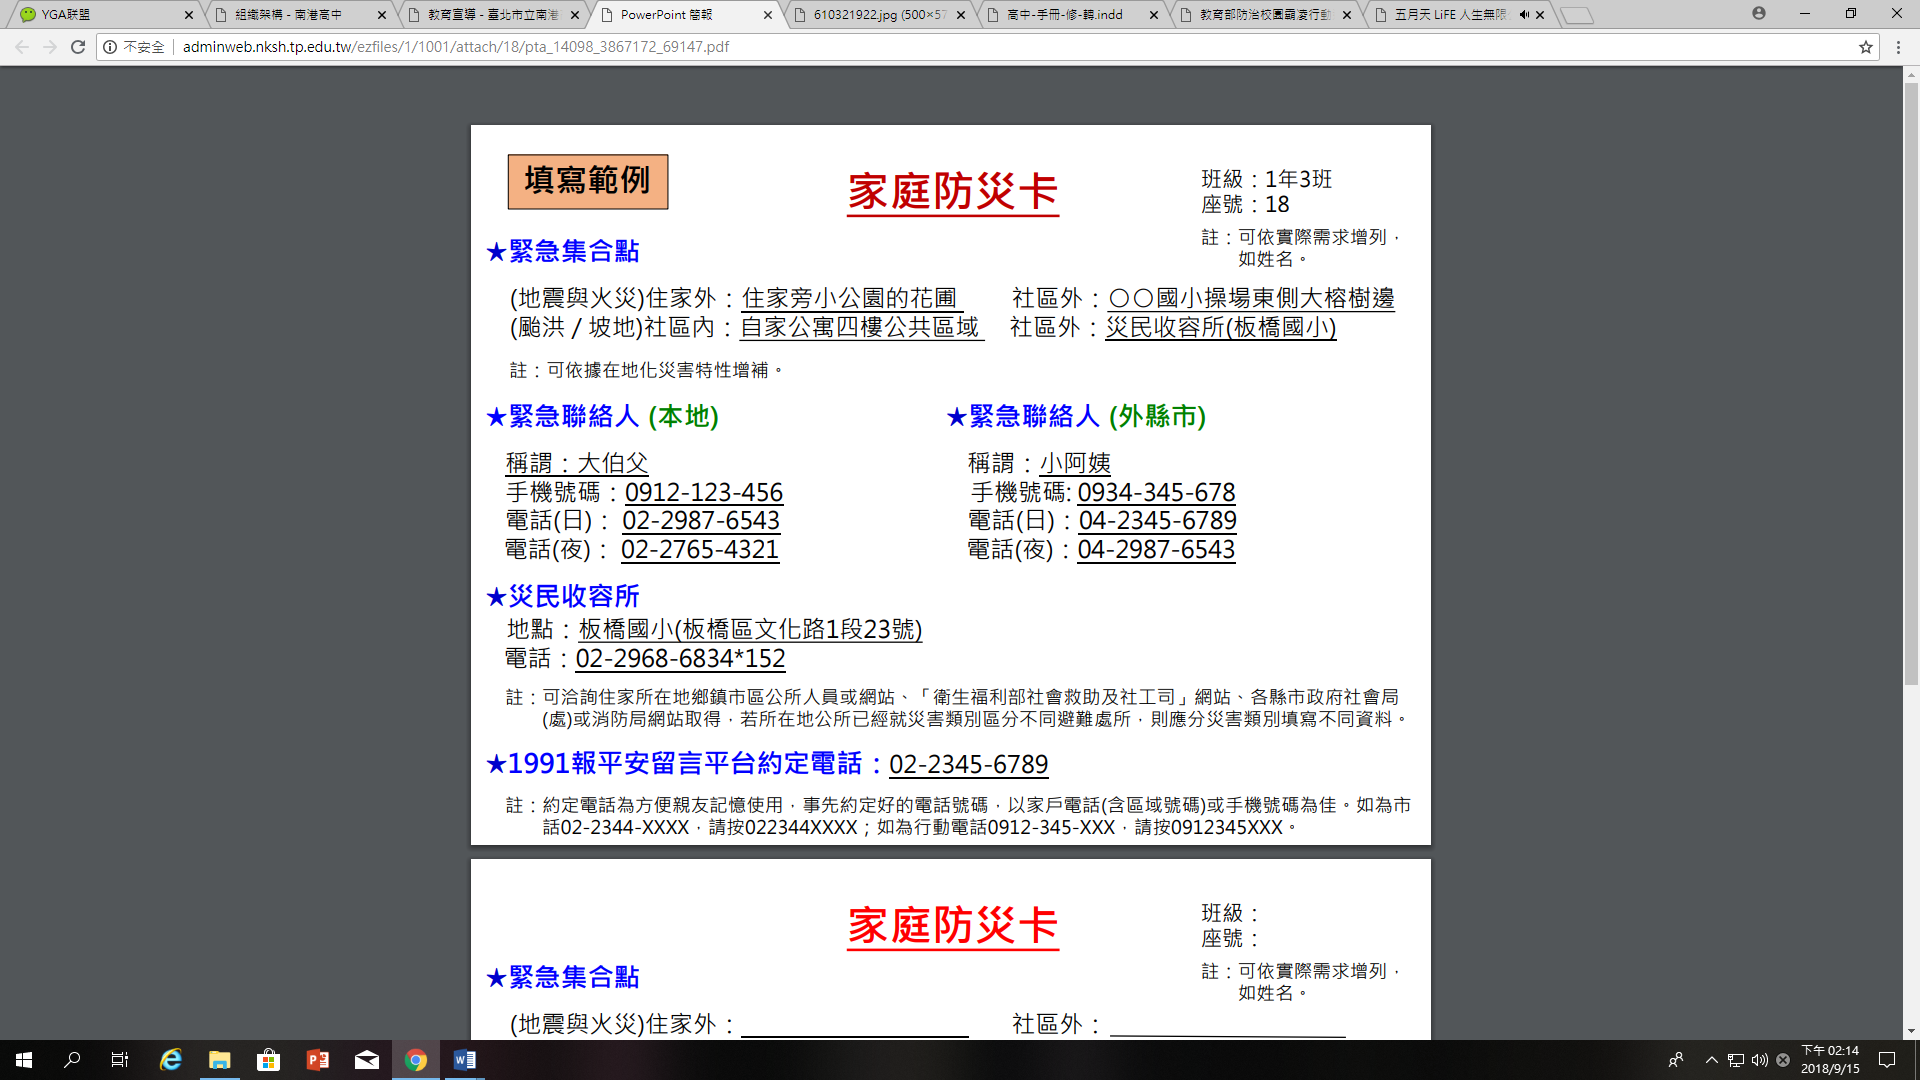 YGA联盟
組織架構 - 南港高中
教育宣導 - 臺北市立南港
PowerPoint 簡報
610321922.jpg (500×57
高中-手冊-修-轉.indd
教育部防治校園霸凌行動
五月天 LiFE 人生無限
不安全
adminweb.nksh.tp.edu.tw/ezfiles/1/1001/attach/18/pta_14098_3867172_69147.pdf
填寫範例
家庭防災卡
班級：1年3班
座號：18
註：可依實際需求增列，
如姓名。
★緊急集合點
(地震與火災)住家外：住家旁小公園的花圃 社區外：○○國小操場東側大榕樹邊
(颱洪 / 坡地)社區內：自家公寓四樓公共區域 社區外：災民收容所(板橋國小)
註：可依據在地化災害特性增補。
★緊急聯絡人 (本地) ★緊急聯絡人 (外縣市)
稱謂：大伯父 稱謂：小阿姨
手機號碼：0912-123-456 手機號碼: 0934-345-678
電話(日)： 02-2987-6543 電話(日)：04-2345-6789
電話(夜)： 02-2765-4321 電話(夜)：04-2987-6543
★災民收容所
地點：板橋國小(板橋區文化路1段23號)
電話：02-2968-6834*152
註：可洽詢住家所在地鄉鎮市區公所人員或網站、「衛生福利部社會救助及社工司」網站、各縣市政府社會局
(處)或消防局網站取得，若所在地公所已經就災害類別區分不同避難處所，則應分災害類別填寫不同資料。
★1991報平安留言平台約定電話：02-2345-6789
註：約定電話為方便親友記憶使用，事先約定好的電話號碼，以家戶電話(含區域號碼)或手機號碼為佳。如為市
話02-2344-XXXX，請按022344XXXX；如為行動電話0912-345-XXX，請按0912345XXX。
家庭防災卡
班級：
座號：
註：可依實際需求增列，
如姓名。
★緊急集合點
(地震與火災)住家外： 社區外：
下午 02:14
2018/9/15